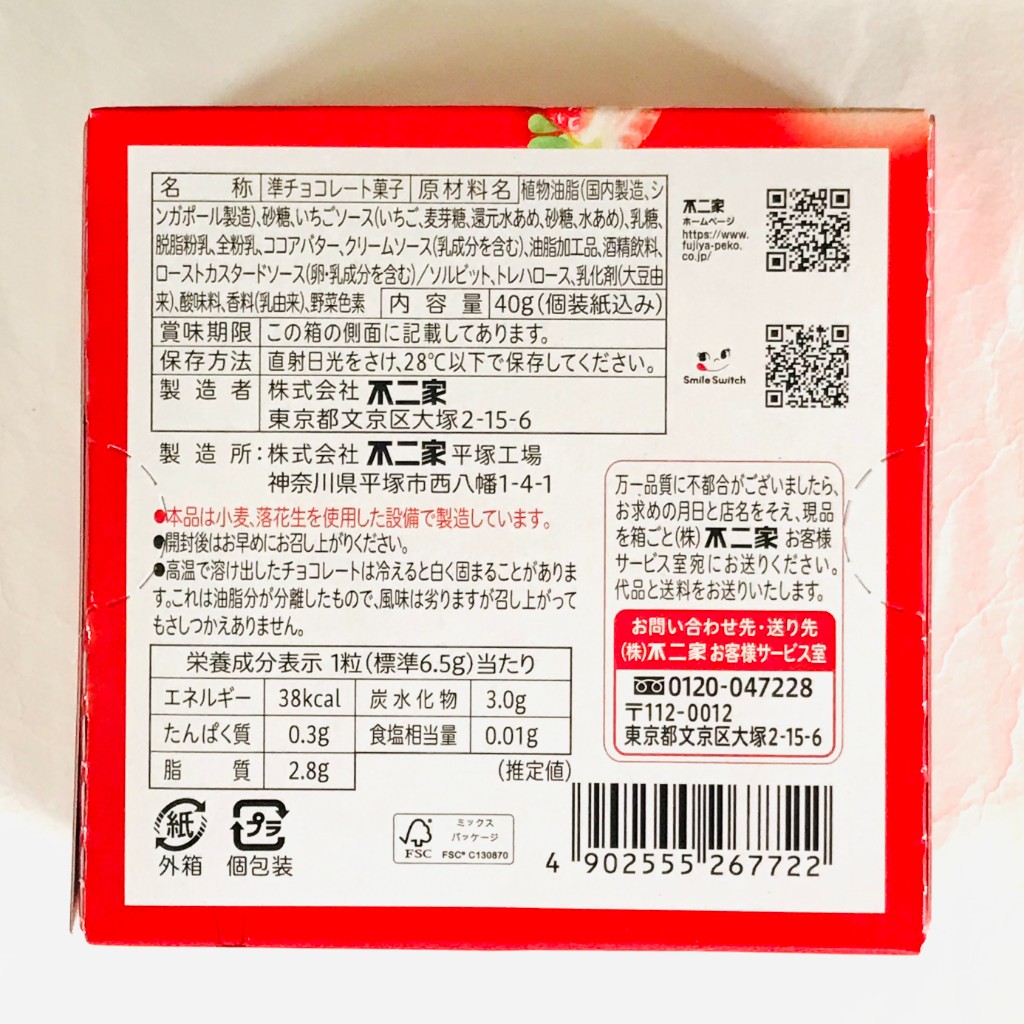 名称 準チョコレート菓子 原材料名 植物油脂(国内製造、シ
ンガポール製造)、砂糖、いちごソース(いちご、麦芽糖、還元水あめ、砂糖、水あめ)、乳糖、
脱脂粉乳、全粉乳、ココアバター、クリームソース(乳成分を含む)、油脂加工品、酒精飲料、
ローストカスタードソース(卵・乳成分を含む)／ソルビット、トレハロース、乳化剤(大豆由
来)、酸味料、香料(乳由来)、野菜色素 内容量 40g(個装紙込み)
賞味期限 この箱の側面に記載してあります。
保存方法 直射日光をさけ、28℃以下で保存してください。
製造者 株式会社 不二家
東京都文京区大塚2-15-6
製造所:株式会社 不二家 平塚工場
神奈川県平塚市西八幡1-4-1
●本品は小麦、落花生を使用した設備で製造しています。
●開封後はお早めにお召し上がりください。
●高温で溶け出したチョコレートは冷えると白く固まることがありま
す。これは油脂分が分離したもので、風味は劣りますが召し上がって
もさしつかえありません。
栄養成分表示 1粒(標準6.5g)当たり
エネルギー 38kcal 炭水化物 3.0g
たんぱく質 0.3g 食塩相当量 0.01g
脂質 2.8g (推定値)
紙
外箱
プラ
個包装
FSC
ミックス
パッケージ
FSC® C130870
不二家
ホームページ
https://www.
fujiya-peko.
co.jp/
Smile Switch
万一品質に不都合がございましたら、
お求めの月日と店名をそえ、現品
を箱ごと(株)不二家 お客様
サービス室宛にお送りください。
代品と送料をお送りいたします。
お問い合わせ先・送り先
(株)不二家 お客様サービス室
0120-047228
〒112-0012
東京都文京区大塚2-15-6
4 902555 267722